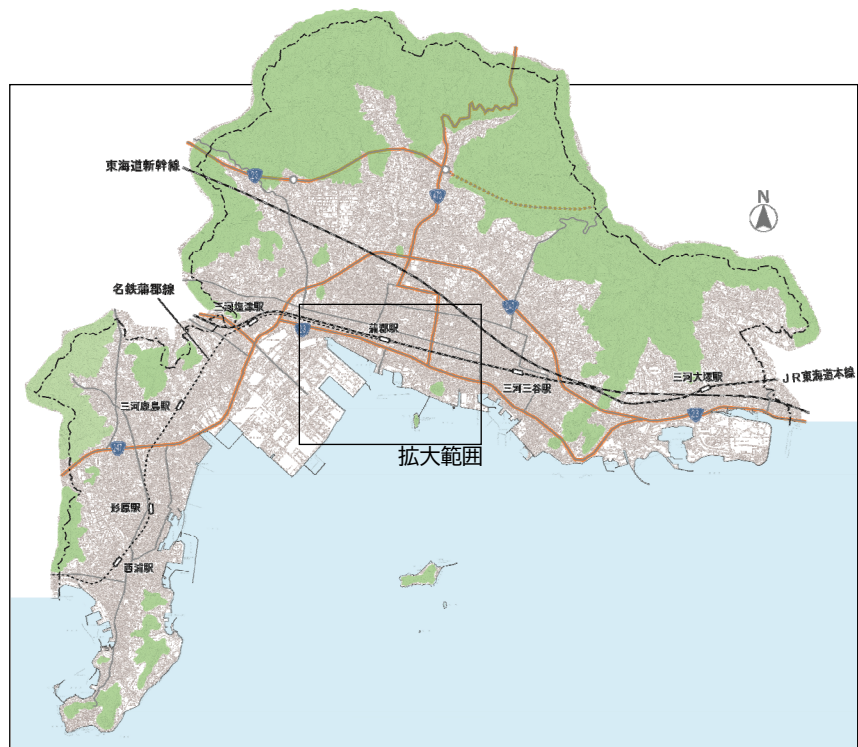 東海道新幹線
N
名鉄蒲郡線
三河塩津駅
蒲郡駅
三河三谷駅
三河大塚駅
JR東海道本線
三河鹿島駅
拡大範囲
形原駅
西浦駅